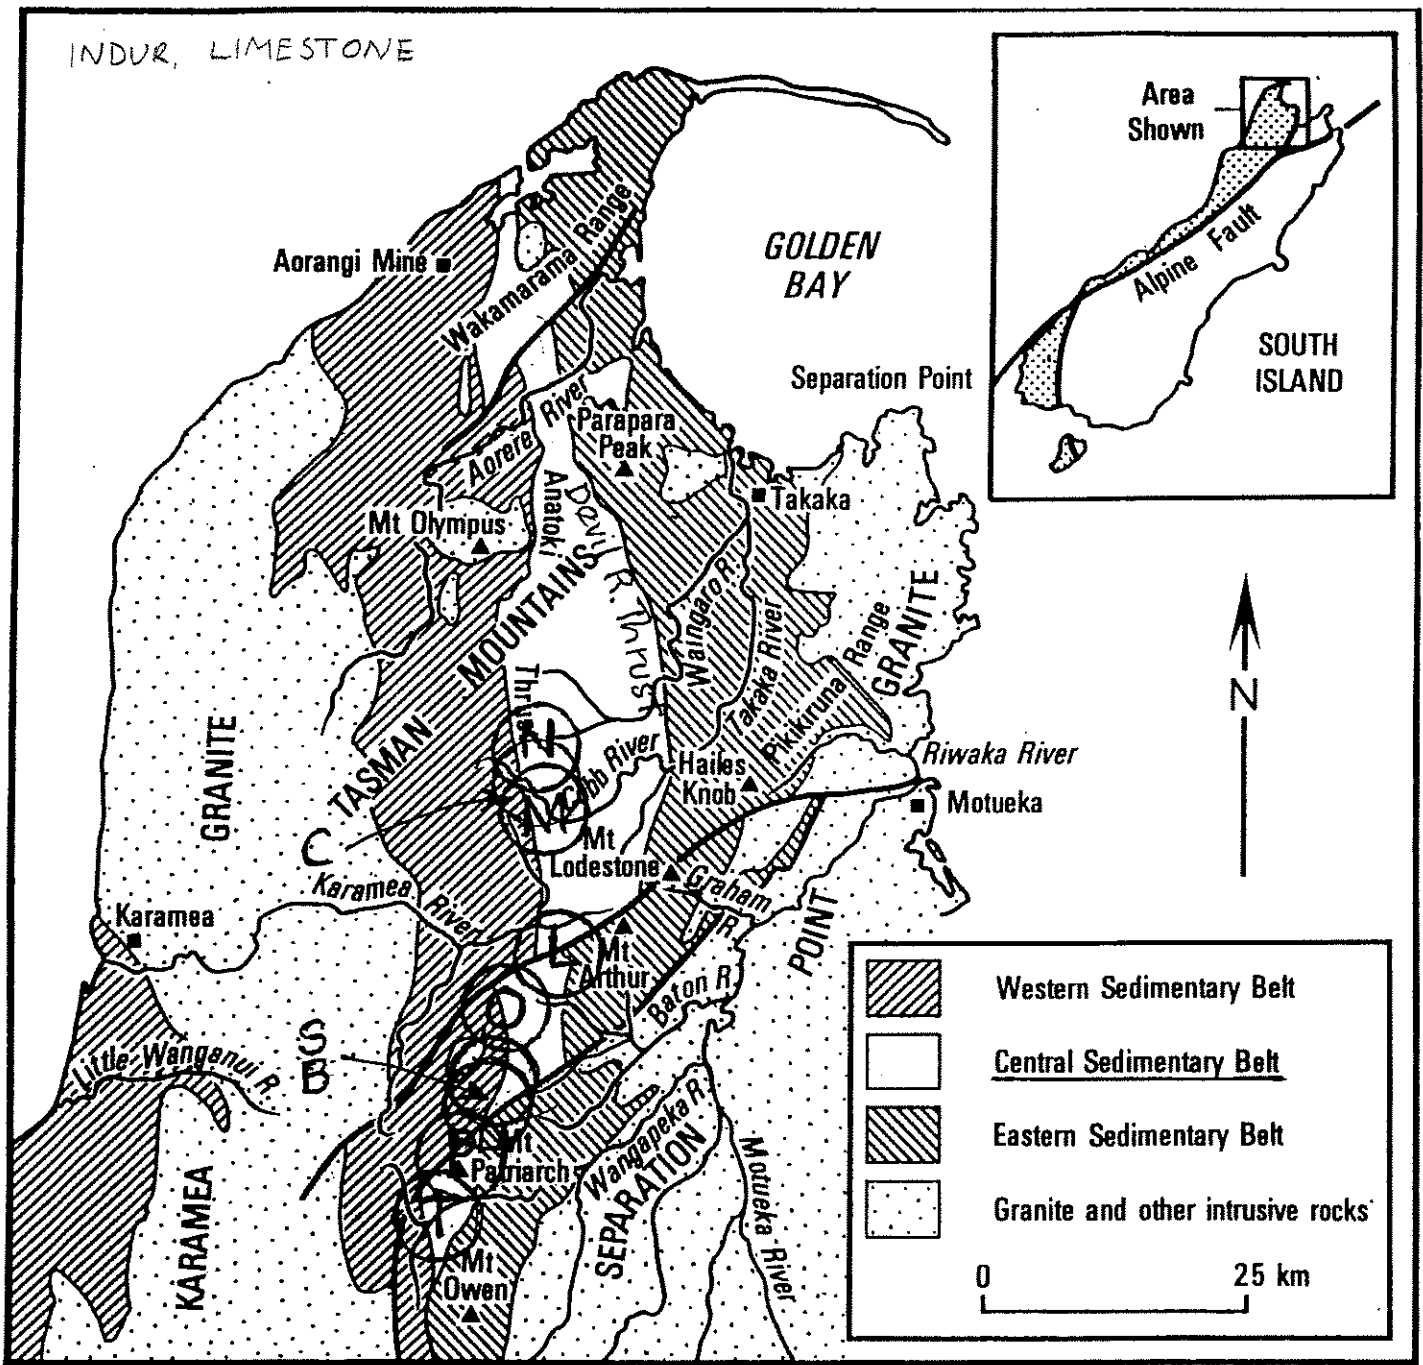 INDUR, LIMESTONE
Area
Shown
Alpine Fault
SOUTH
ISLAND
GOLDEN
BAY
Aorangi Mine
Wakamarama Range
Separation Point
Aorere River
Parapara
Peak
Takaka
Anatoki
Thrust
Mt Olympus
Waingaro R.
Takaka River
Pikikiruna Range
GRANITE
TASMAN MOUNTAINS
R. Thrust
N
N
M
Cobb River
Hailes
Knob
Riwaka River
Motueka
GRANITE
C
Mt
Lodestone
Karamea River
Graham
R.
Karamea
L
Mt
Arthur
POINT
Baton R.
D
S
B
Little Wanganui R.
Mt
Patriarch
Wangapeka R.
SEPARATION
Motueka River
KARAMEA
Mt
Owen
Western Sedimentary Belt
Central Sedimentary Belt
Eastern Sedimentary Belt
Granite and other intrusive rocks
0 25 km